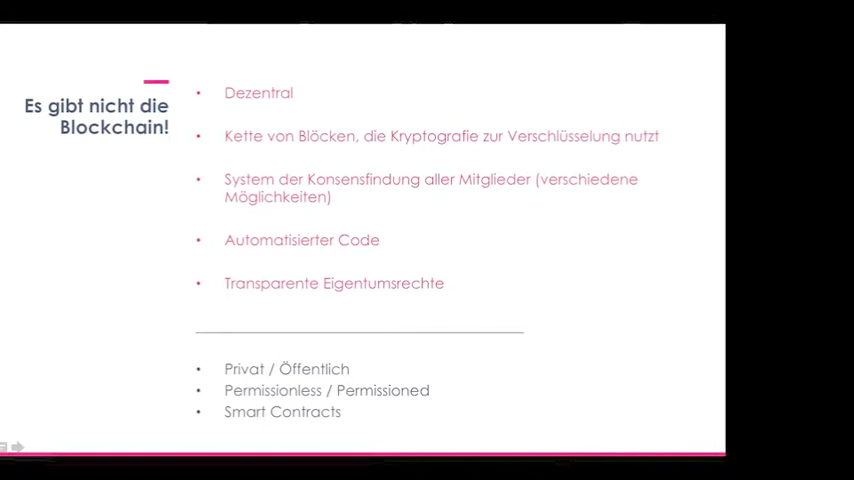 Es gibt nicht die
Blockchain!
• Dezentral
• Kette von Blöcken, die Kryptografie zur Verschlüsselung nutzt
• System der Konsensfindung aller Mitglieder (verschiedene
Möglichkeiten)
• Automatisierter Code
• Transparente Eigentumsrechte
• Privat / Öffentlich
• Permissionless / Permissioned
• Smart Contracts